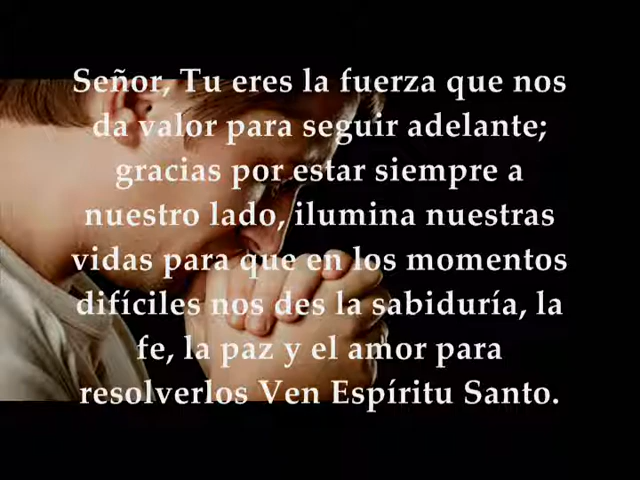 Señor, Tu eres la fuerza que nos
da valor para seguir adelante;
gracias por estar siempre a
nuestro lado, ilumina nuestras
vidas para que en los momentos
difíciles nos des la sabiduría, la
fe, la paz y el amor para
resolverlos Ven Espíritu Santo.